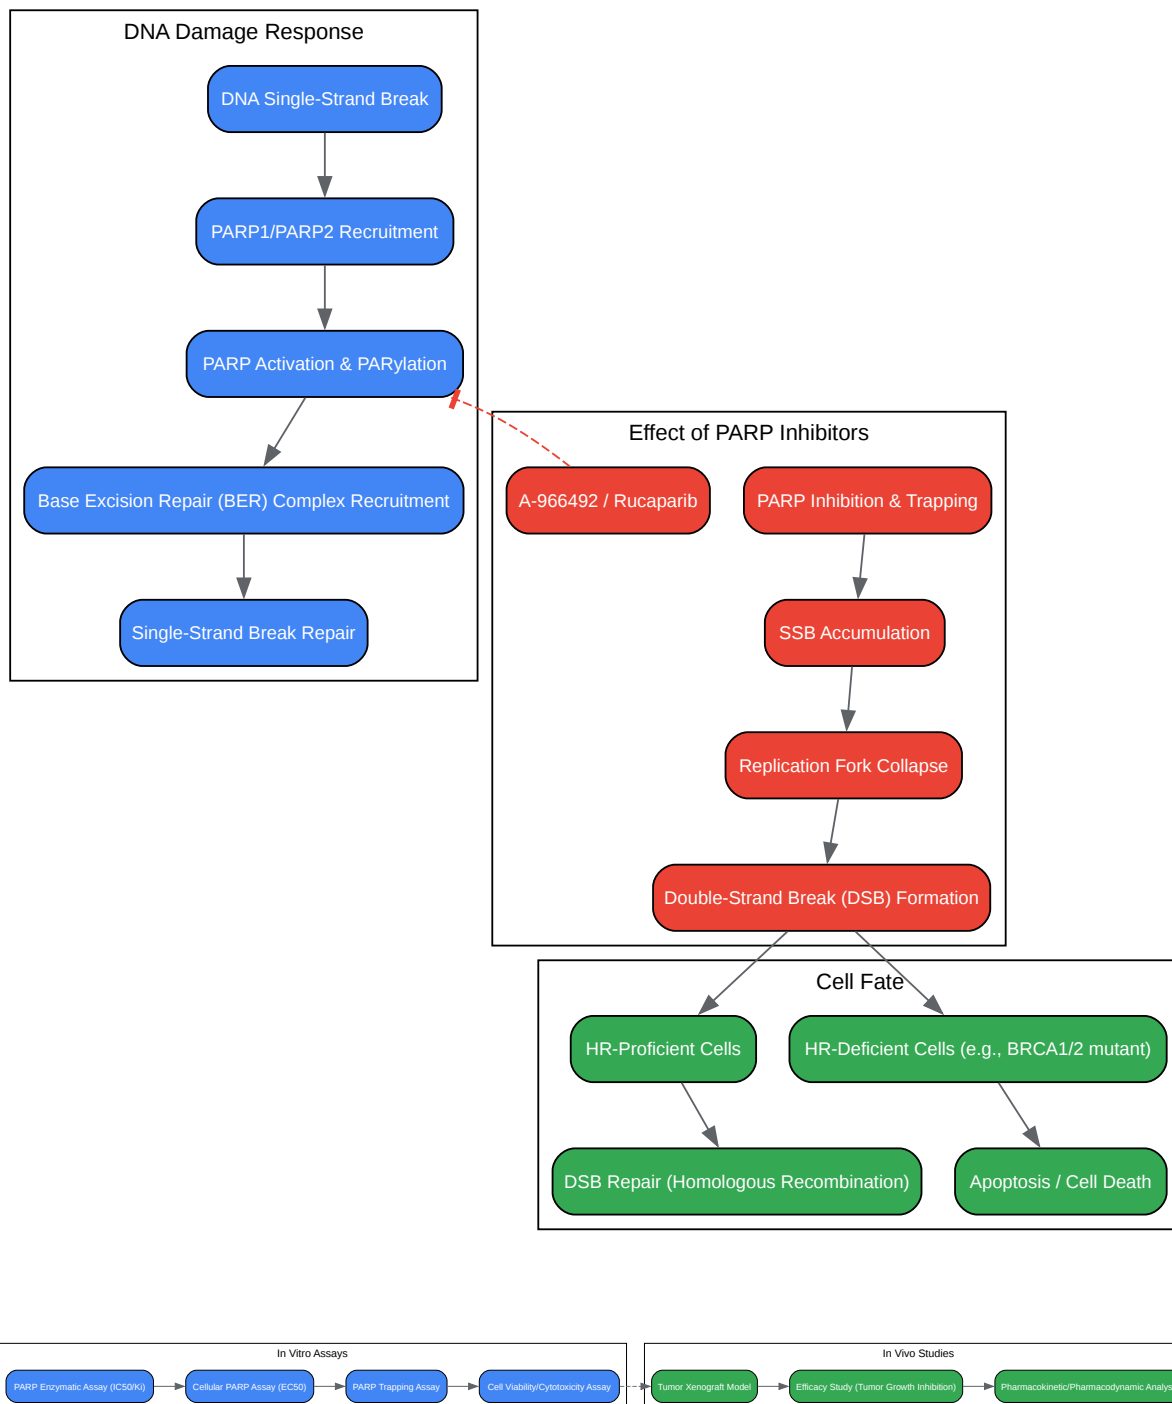 DNA Damage Response
DNA Single-Strand Break
PARP1/PARP2 Recruitment
PARP Activation & PARylation
Base Excision Repair (BER) Complex Recruitment
Single-Strand Break Repair
Effect of PARP Inhibitors
A-966492 / Rucaparib
PARP Inhibition & Trapping
SSB Accumulation
Replication Fork Collapse
Double-Strand Break (DSB) Formation
Cell Fate
HR-Proficient Cells
HR-Deficient Cells (e.g., BRCA1/2 mutant)
DSB Repair (Homologous Recombination)
Apoptosis / Cell Death
In Vitro Assays
PARP Enzymatic Assay (IC50/Ki)
Cellular PARP Assay (EC50)
PARP Trapping Assay
Cell Viability/Cytotoxicity Assay
In Vivo Studies
Tumor Xenograft Model
Efficacy Study (Tumor Growth Inhibition)
Pharmacokinetic/Pharmacodynamic Analys